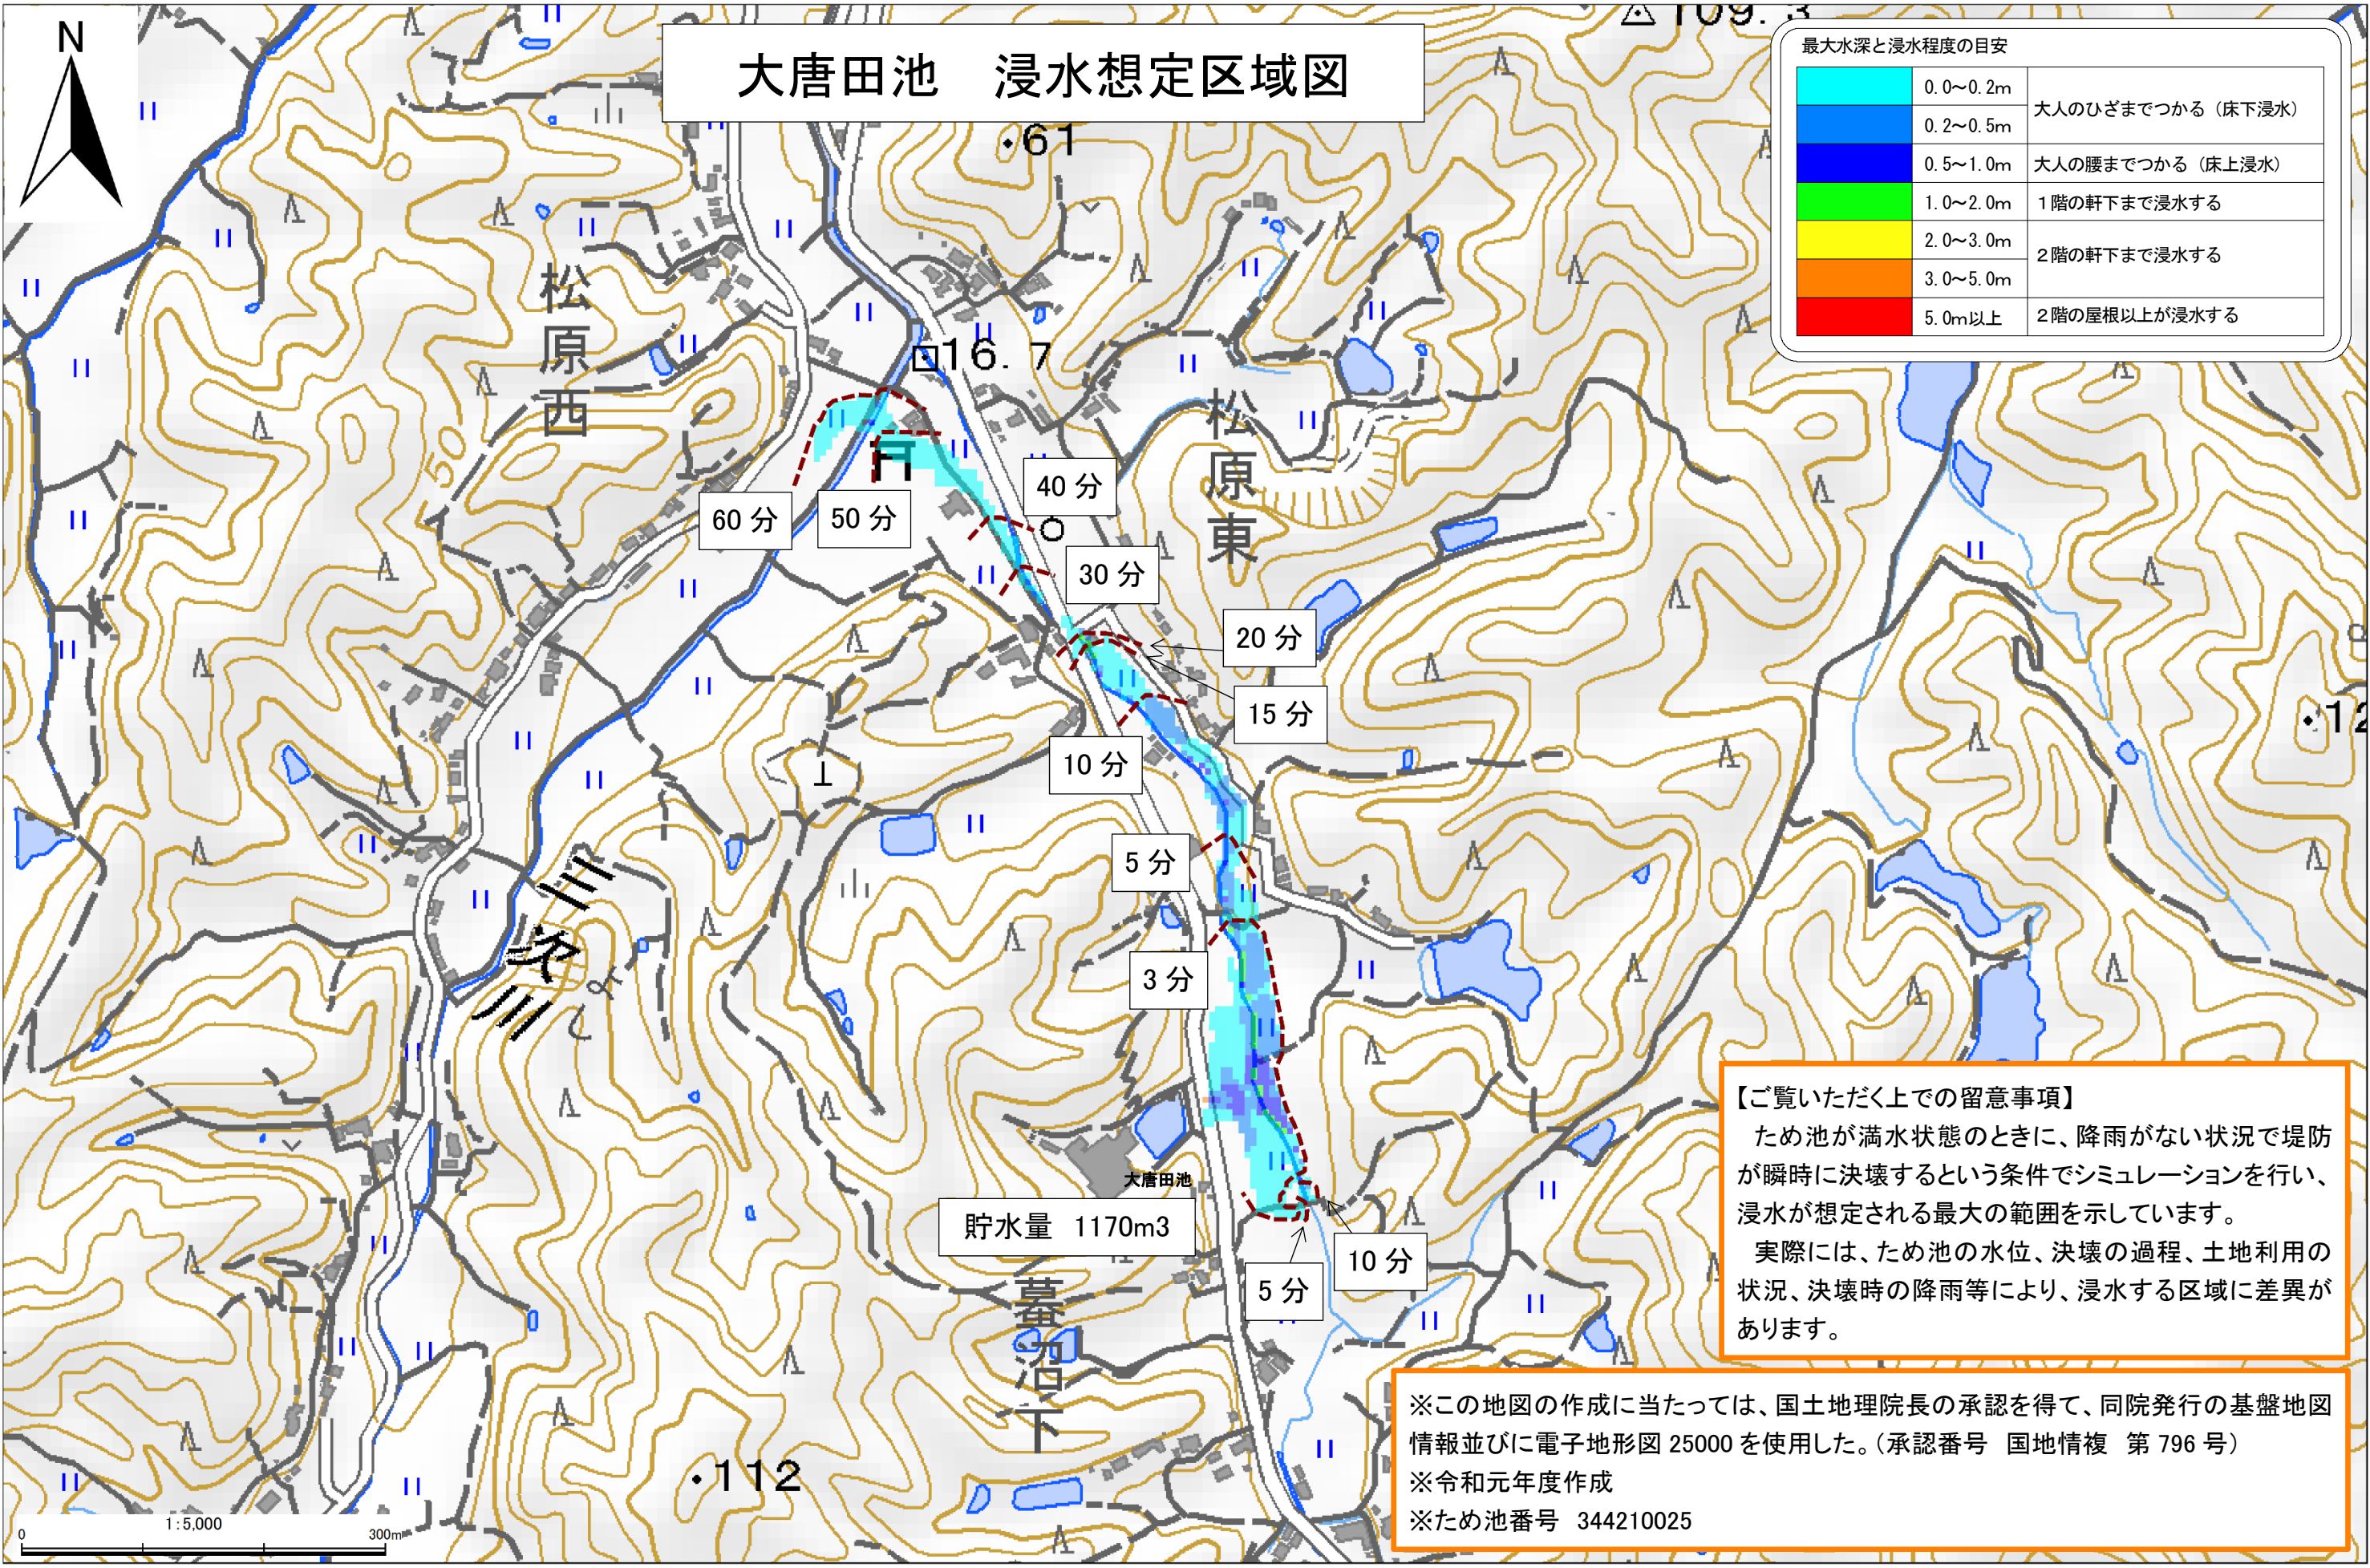 N
大唐田池　浸水想定区域図
最大水深と浸水程度の目安
0.0～0.2m
大人のひざまでつかる（床下浸水）
0.2～0.5m
0.5～1.0m 大人の腰までつかる（床上浸水）
1.0～2.0m １階の軒下まで浸水する
2.0～3.0m
２階の軒下まで浸水する
3.0～5.0m
5.0m以上 ２階の屋根以上が浸水する
109.3
61
松原西
16.7
松原東
50
40分
60分
50分
30分
20分
15分
10分
12
5分
3分
三次川
大唐田池
貯水量　1170m3
10分
5分
蟇沼下
112
【ご覧いただく上での留意事項】
ため池が満水状態のときに、降雨がない状況で堤防
が瞬時に決壊するという条件でシミュレーションを行い、
浸水が想定される最大の範囲を示しています。
実際には、ため池の水位、決壊の過程、土地利用の
状況、決壊時の降雨等により、浸水する区域に差異が
あります。
※この地図の作成に当たっては、国土地理院長の承認を得て、同院発行の基盤地図
情報並びに電子地形図 25000 を使用した。（承認番号　国地情複　第 796 号）
※令和元年度作成
※ため池番号　344210025
1:5,000
0 300m